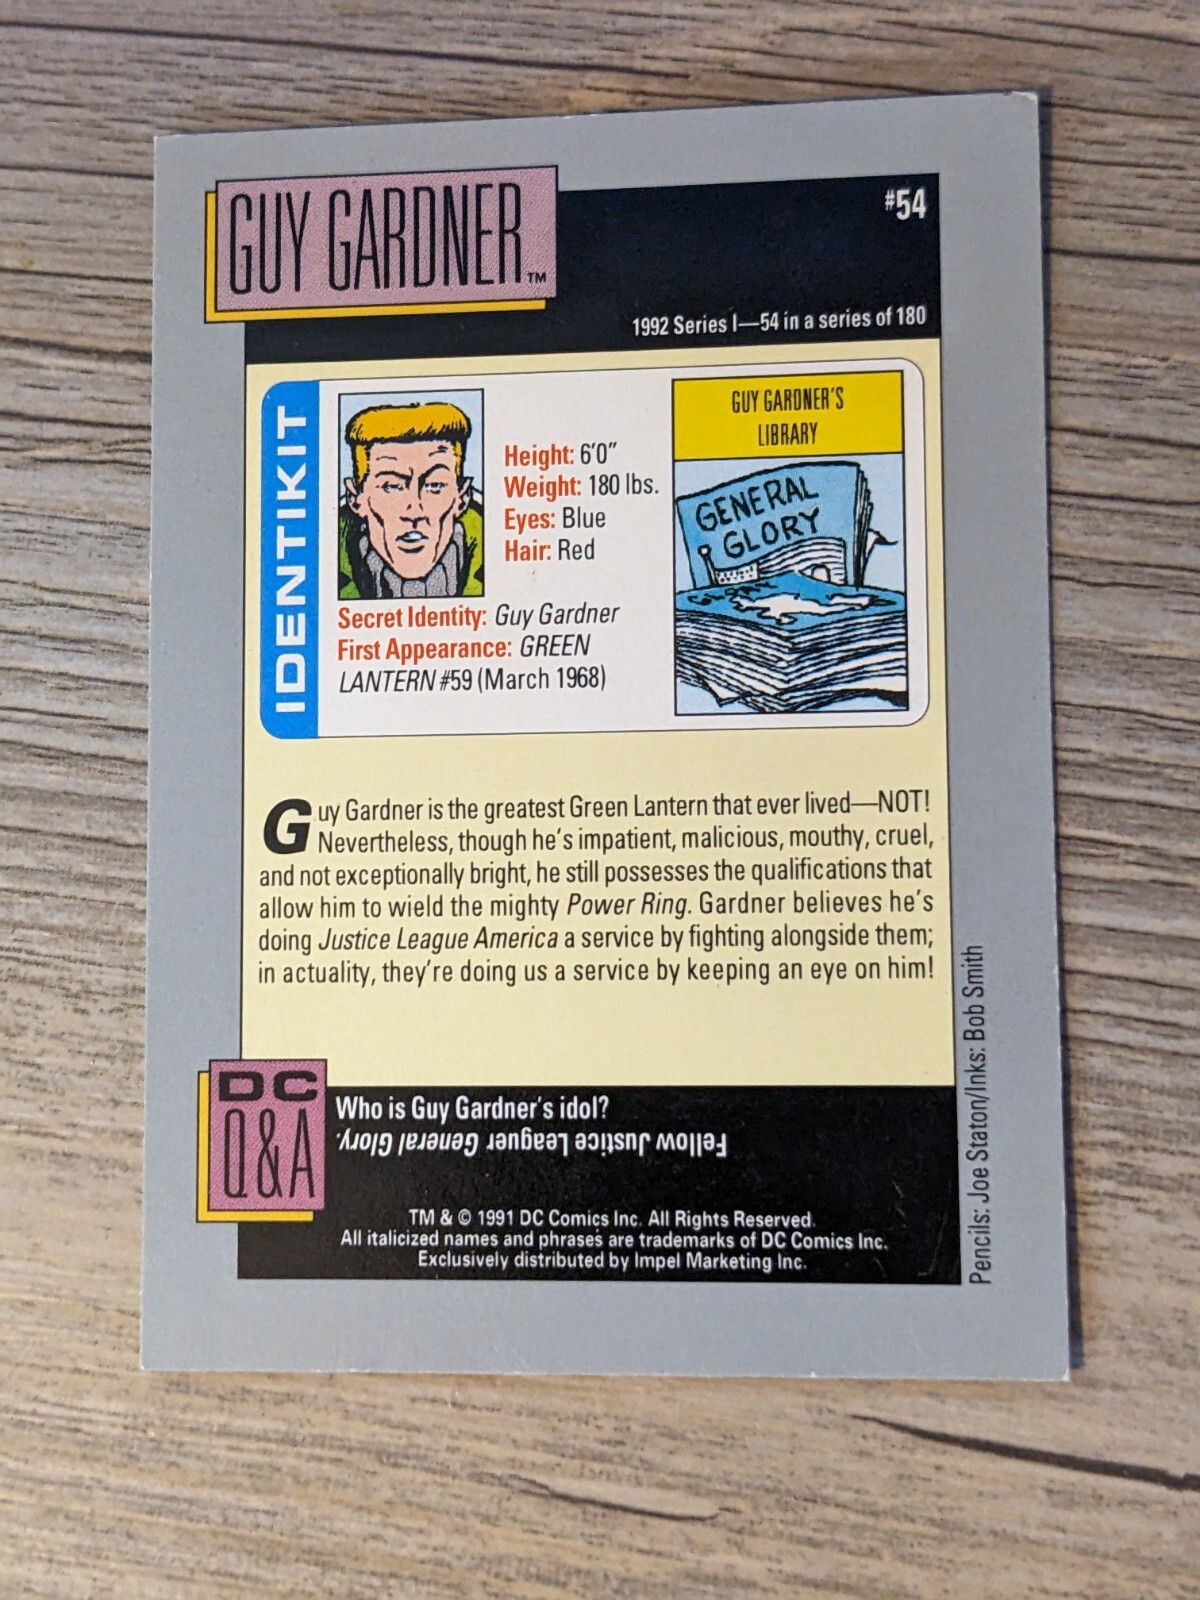 GUY GARDNER™
#54
1992 Series I—54 in a series of 180
IDENTIKIT
Height: 6'0"
Weight: 180 lbs.
Eyes: Blue
Hair: Red
Secret Identity: Guy Gardner
First Appearance: GREEN
LANTERN #59 (March 1968)
GUY GARDNER'S
LIBRARY
GENERAL
GLORY
Guy Gardner is the greatest Green Lantern that ever lived—NOT!
Nevertheless, though he's impatient, malicious, mouthy, cruel,
and not exceptionally bright, he still possesses the qualifications that
allow him to wield the mighty Power Ring. Gardner believes he's
doing Justice League America a service by fighting alongside them;
in actuality, they're doing us a service by keeping an eye on him!
DC
Q&A
Who is Guy Gardner's idol?
Fellow Justice Leaguer General Glory.
TM & © 1991 DC Comics Inc. All Rights Reserved.
All italicized names and phrases are trademarks of DC Comics Inc.
Exclusively distributed by Impel Marketing Inc.
Pencils: Joe Staton/Inks: Bob Smith